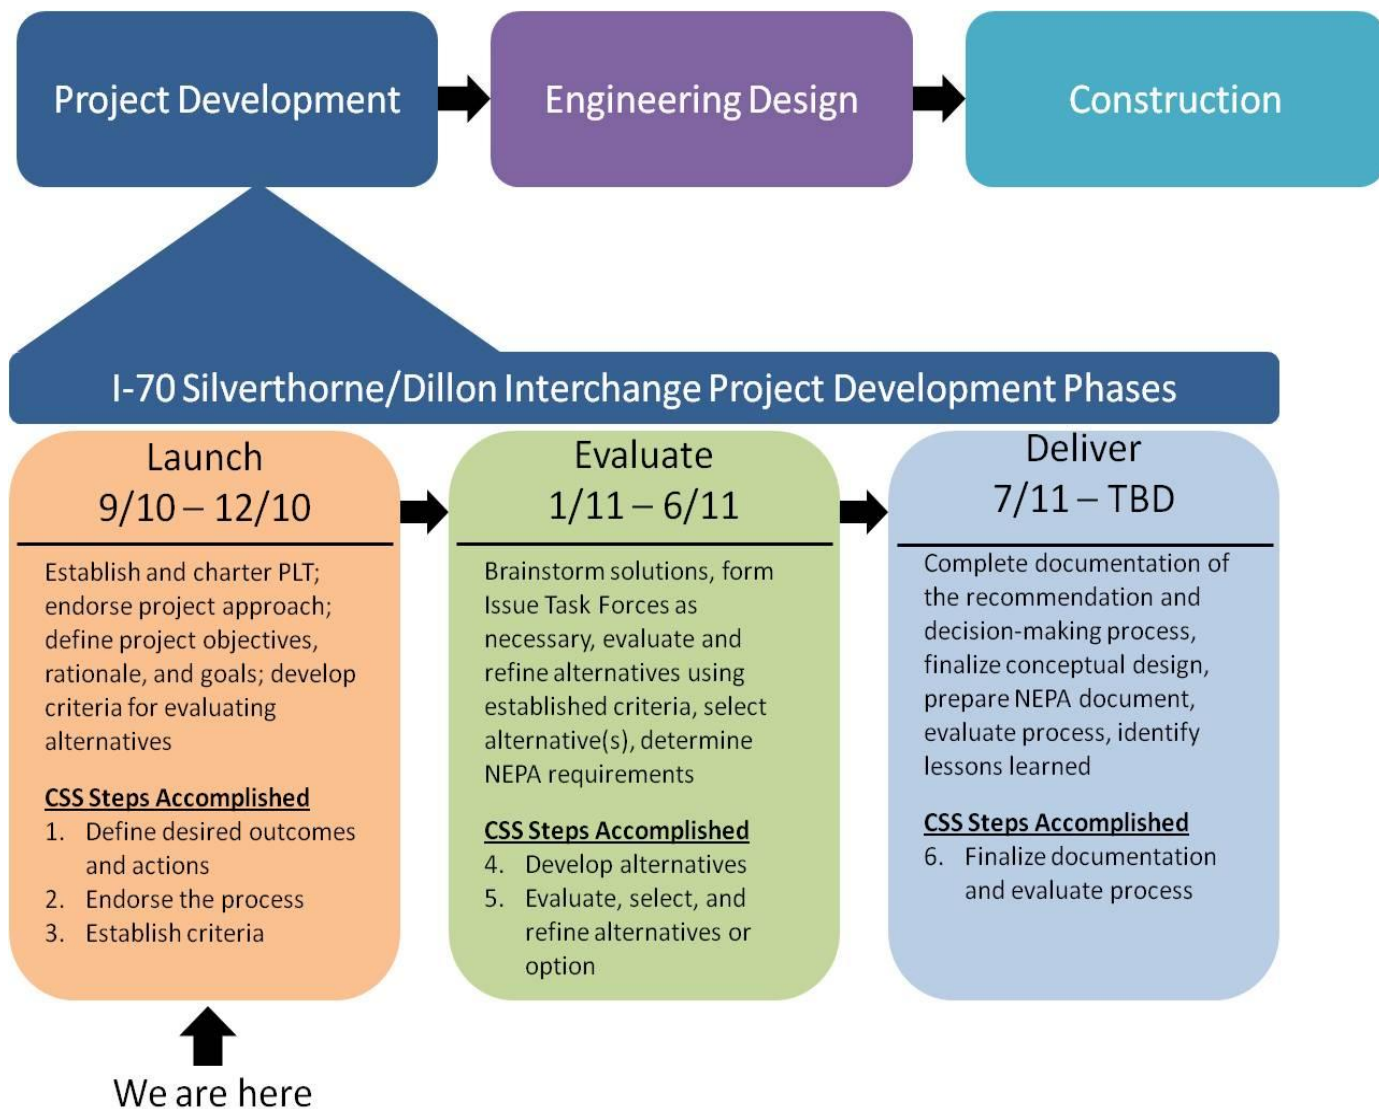 Project Development
Engineering Design
Construction
I-70 Silverthorne/Dillon Interchange Project Development Phases
Launch
9/10 – 12/10
Establish and charter PLT;
endorse project approach;
define project objectives,
rationale, and goals; develop
criteria for evaluating
alternatives
CSS Steps Accomplished
1. Define desired outcomes
and actions
2. Endorse the process
3. Establish criteria
Evaluate
1/11 – 6/11
Brainstorm solutions, form
Issue Task Forces as
necessary, evaluate and
refine alternatives using
established criteria, select
alternative(s), determine
NEPA requirements
CSS Steps Accomplished
4. Develop alternatives
5. Evaluate, select, and
refine alternatives or
option
Deliver
7/11 – TBD
Complete documentation of
the recommendation and
decision-making process,
finalize conceptual design,
prepare NEPA document,
evaluate process, identify
lessons learned
CSS Steps Accomplished
6. Finalize documentation
and evaluate process
We are here